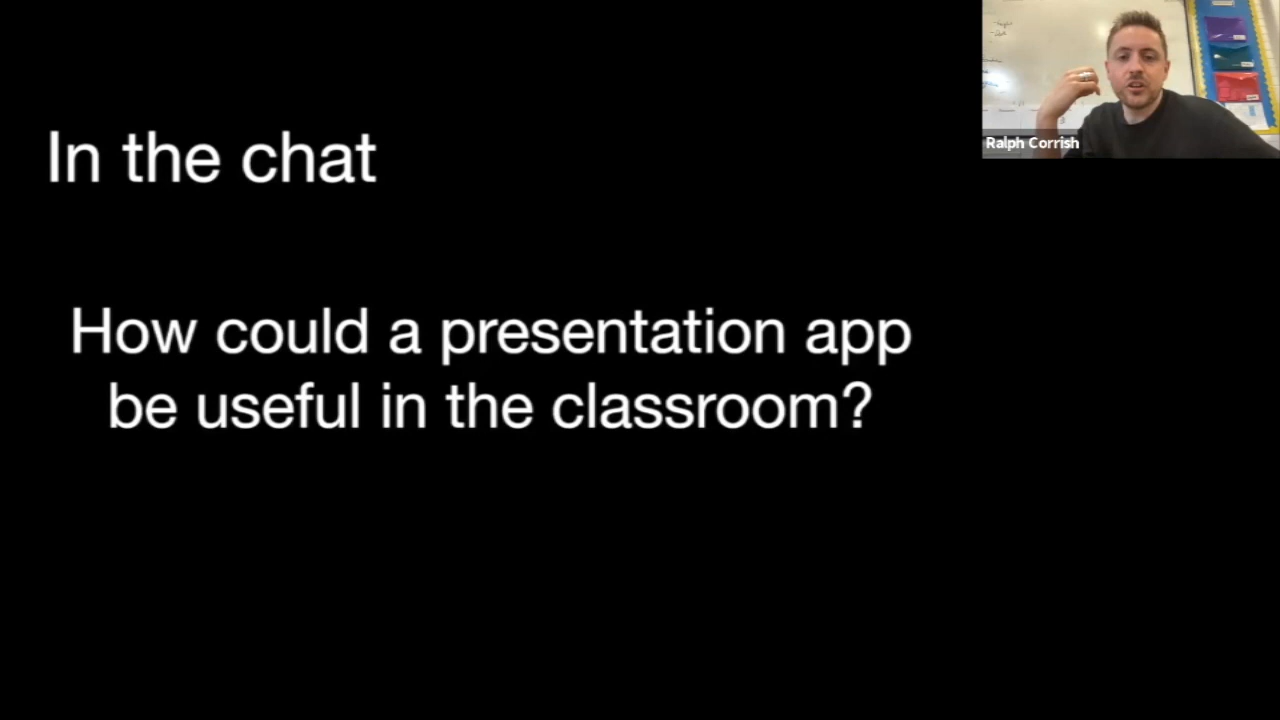 In the chat
How could a presentation app
be useful in the classroom?
Ralph Corrish